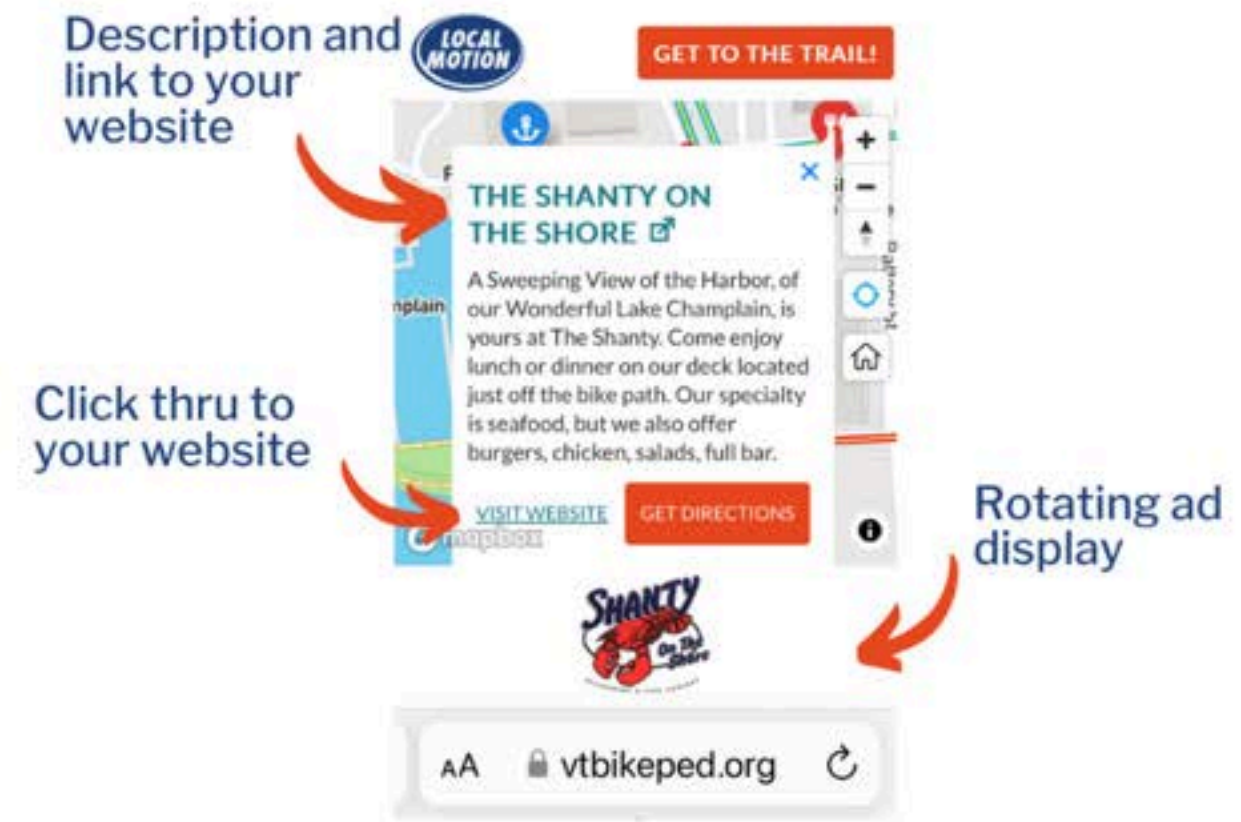 Description and
link to your
website
LOCAL
MOTION
GET TO THE TRAIL!
THE SHANTY ON
THE SHORE
A Sweeping View of the Harbor, of
our Wonderful Lake Champlain, is
yours at The Shanty. Come enjoy
lunch or dinner on our deck located
just off the bike path. Our specialty
is seafood, but we also offer
burgers, chicken, salads, full bar.
mplain
Click thru to
your website
VISIT WEBSITE
GET DIRECTIONS
mapbox
Rotating ad
display
SHANTY
On The
Shore
AA vtbikeped.org